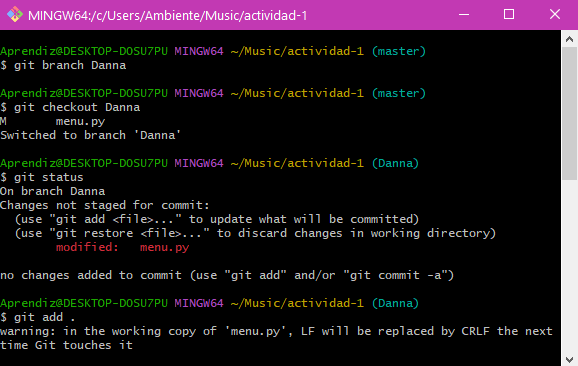 MINGW64:/c/Users/Ambiente/Music/actividad-1
Aprendiz@DESKTOP-DOSU7PU MINGW64 ~/Music/actividad-1 (master)
$ git branch Danna
Aprendiz@DESKTOP-DOSU7PU MINGW64 ~/Music/actividad-1 (master)
$ git checkout Danna
M       menu.py
Switched to branch 'Danna'
Aprendiz@DESKTOP-DOSU7PU MINGW64 ~/Music/actividad-1 (Danna)
$ git status
On branch Danna
Changes not staged for commit:
  (use "git add <file>..." to update what will be committed)
  (use "git restore <file>..." to discard changes in working directory)
        modified:   menu.py
no changes added to commit (use "git add" and/or "git commit -a")
Aprendiz@DESKTOP-DOSU7PU MINGW64 ~/Music/actividad-1 (Danna)
$ git add .
warning: in the working copy of 'menu.py', LF will be replaced by CRLF the next
time Git touches it